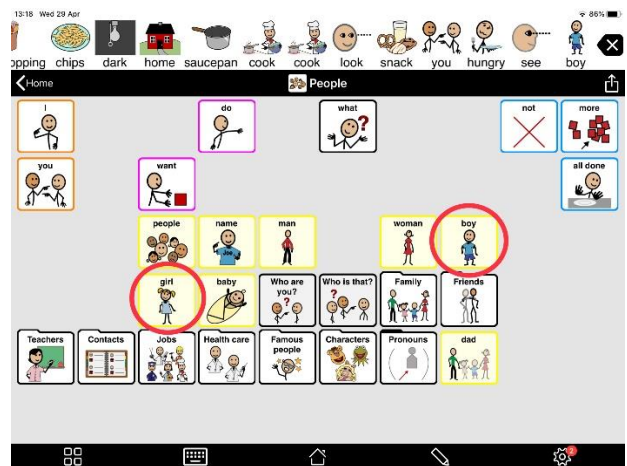 13:18 Wed 29 Apr 86%
opping chips dark home saucepan cook cook look snack you hungry see boy
Home People
I do what not more
you want all done
people name man woman boy
girl baby Who are you? Who is that? Family Friends
Teachers Contacts Jobs Health care Famous people Characters Pronouns dad
Joe
2